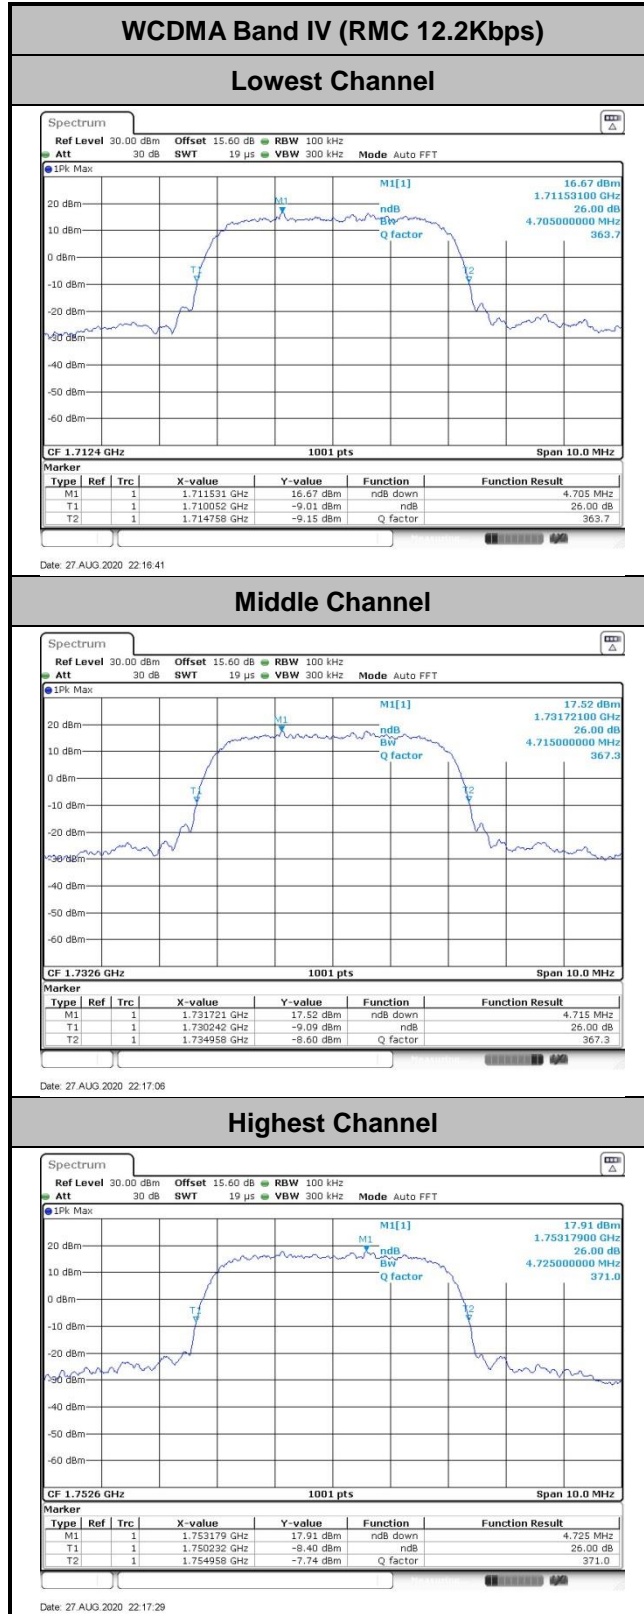 WCDMA Band IV (RMC 12.2Kbps)
Lowest Channel
Spectrum
Ref Level 30.00 dBm Offset 15.60 dB RBW 100 kHz
Att 30 dB SWT 19 µs VBW 300 kHz Mode Auto FFT
1Pk Max
M1[1] 16.67 dBm
1.71153100 GHz
ndB 26.00 dB
Bw 4.705000000 MHz
Q factor 363.7
M1
T1
T2
20 dBm
10 dBm
0 dBm
-10 dBm
-20 dBm
-30 dBm
-40 dBm
-50 dBm
-60 dBm
CF 1.7124 GHz 1001 pts Span 10.0 MHz
Marker
Type Ref Trc X-value Y-value Function Function Result
M1 1 1.711531 GHz 16.67 dBm ndB down 4.705 MHz
T1 1 1.710052 GHz -9.01 dBm ndB 26.00 dB
T2 1 1.714758 GHz -9.15 dBm Q factor 363.7
Date: 27.AUG.2020 22:16:41
Middle Channel
Spectrum
Ref Level 30.00 dBm Offset 15.60 dB RBW 100 kHz
Att 30 dB SWT 19 µs VBW 300 kHz Mode Auto FFT
1Pk Max
M1[1] 17.52 dBm
1.73172100 GHz
ndB 26.00 dB
Bw 4.715000000 MHz
Q factor 367.3
M1
T1
T2
20 dBm
10 dBm
0 dBm
-10 dBm
-20 dBm
-30 dBm
-40 dBm
-50 dBm
-60 dBm
CF 1.7326 GHz 1001 pts Span 10.0 MHz
Marker
Type Ref Trc X-value Y-value Function Function Result
M1 1 1.731721 GHz 17.52 dBm ndB down 4.715 MHz
T1 1 1.730242 GHz -9.09 dBm ndB 26.00 dB
T2 1 1.734958 GHz -8.60 dBm Q factor 367.3
Date: 27.AUG.2020 22:17:06
Highest Channel
Spectrum
Ref Level 30.00 dBm Offset 15.60 dB RBW 100 kHz
Att 30 dB SWT 19 µs VBW 300 kHz Mode Auto FFT
1Pk Max
M1[1] 17.91 dBm
1.75317900 GHz
ndB 26.00 dB
Bw 4.725000000 MHz
Q factor 371.0
M1
T2
20 dBm
10 dBm
0 dBm
-10 dBm
-20 dBm
-30 dBm
-40 dBm
-50 dBm
-60 dBm
CF 1.7526 GHz 1001 pts Span 10.0 MHz
Marker
Type Ref Trc X-value Y-value Function Function Result
M1 1 1.753179 GHz 17.91 dBm ndB down 4.725 MHz
T1 1 1.750232 GHz -8.40 dBm ndB 26.00 dB
T2 1 1.754958 GHz -7.74 dBm Q factor 371.0
Date: 27.AUG.2020 22:17:29